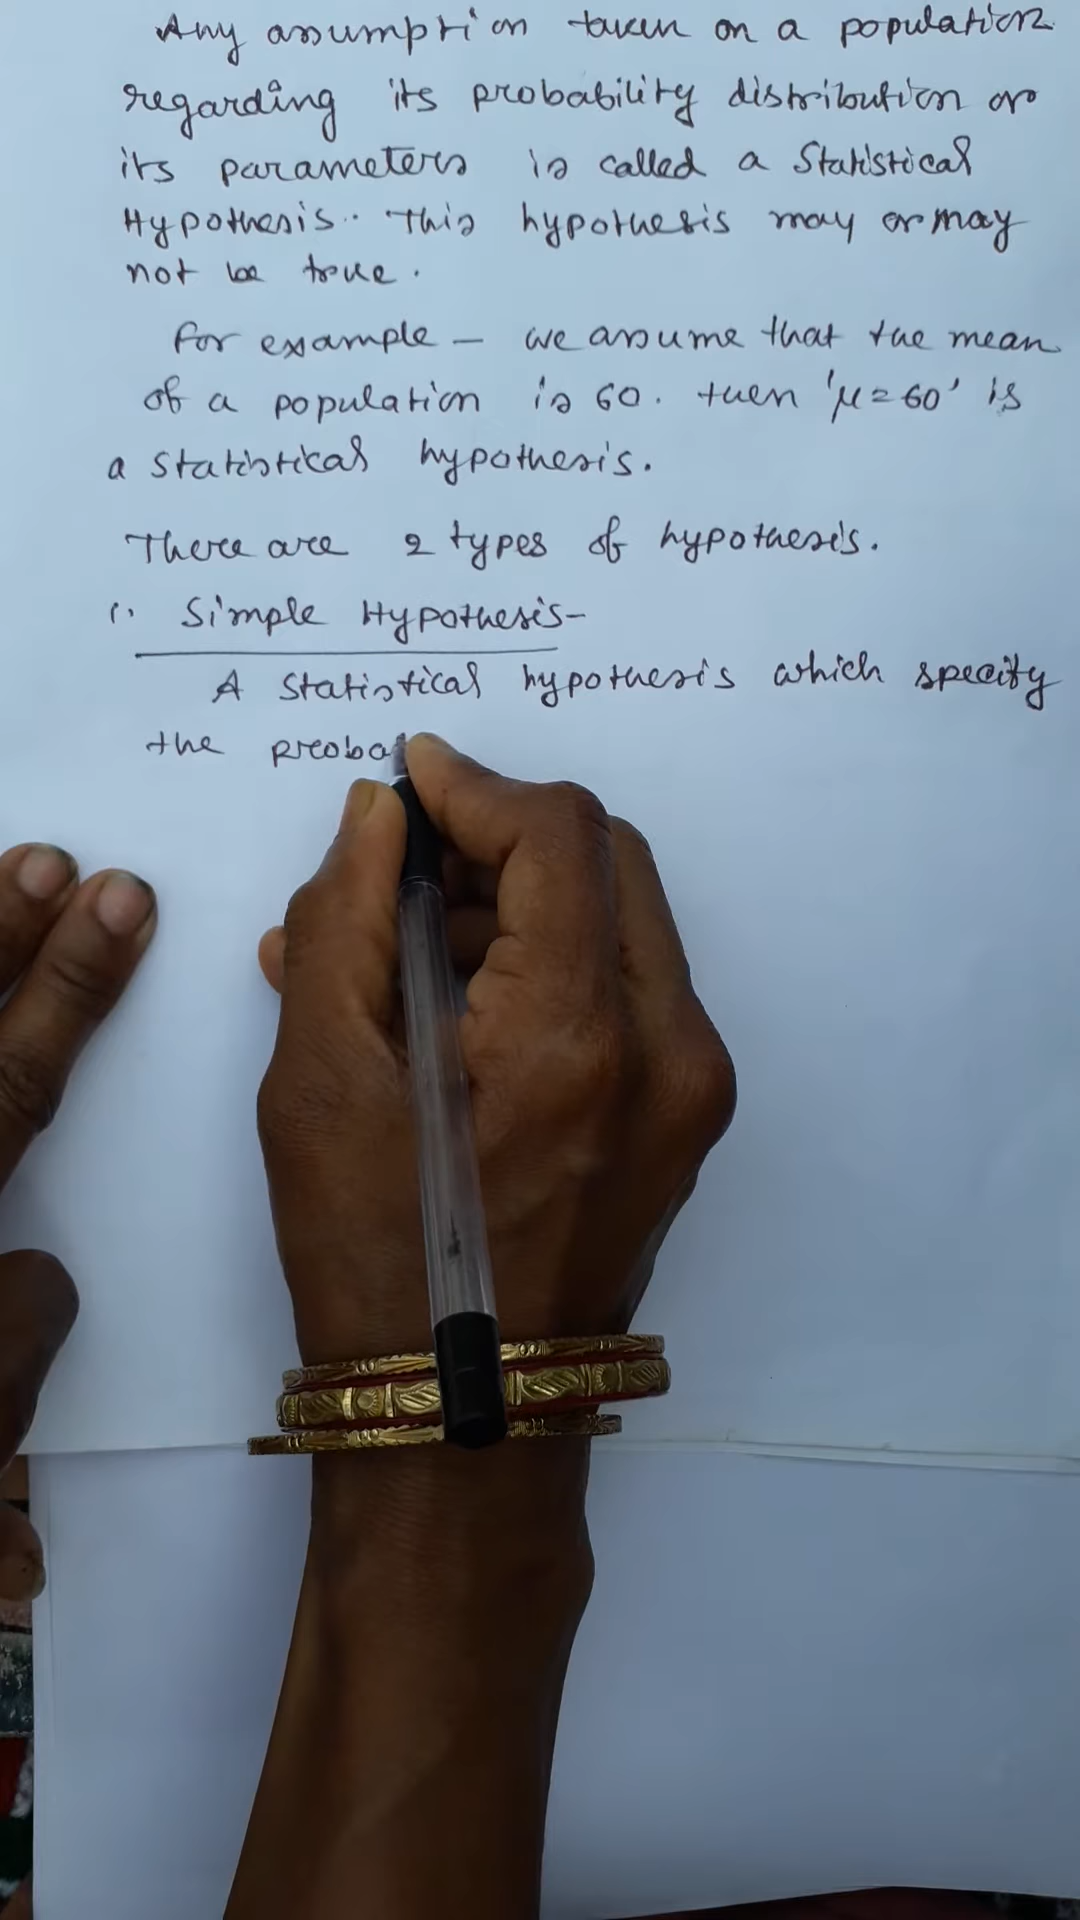 Any assumption taken on a population
regarding its probability distribution or
its parameters is called a Statistical
Hypothesis.. This hypothesis may or may
not be true.
for example - we assume that the mean
of a population is 60. then 'μ=60' is
a statistical hypothesis.
There are 2 types of hypothesis.
1. Simple Hypothesis-
A statistical hypothesis which specify
the proba